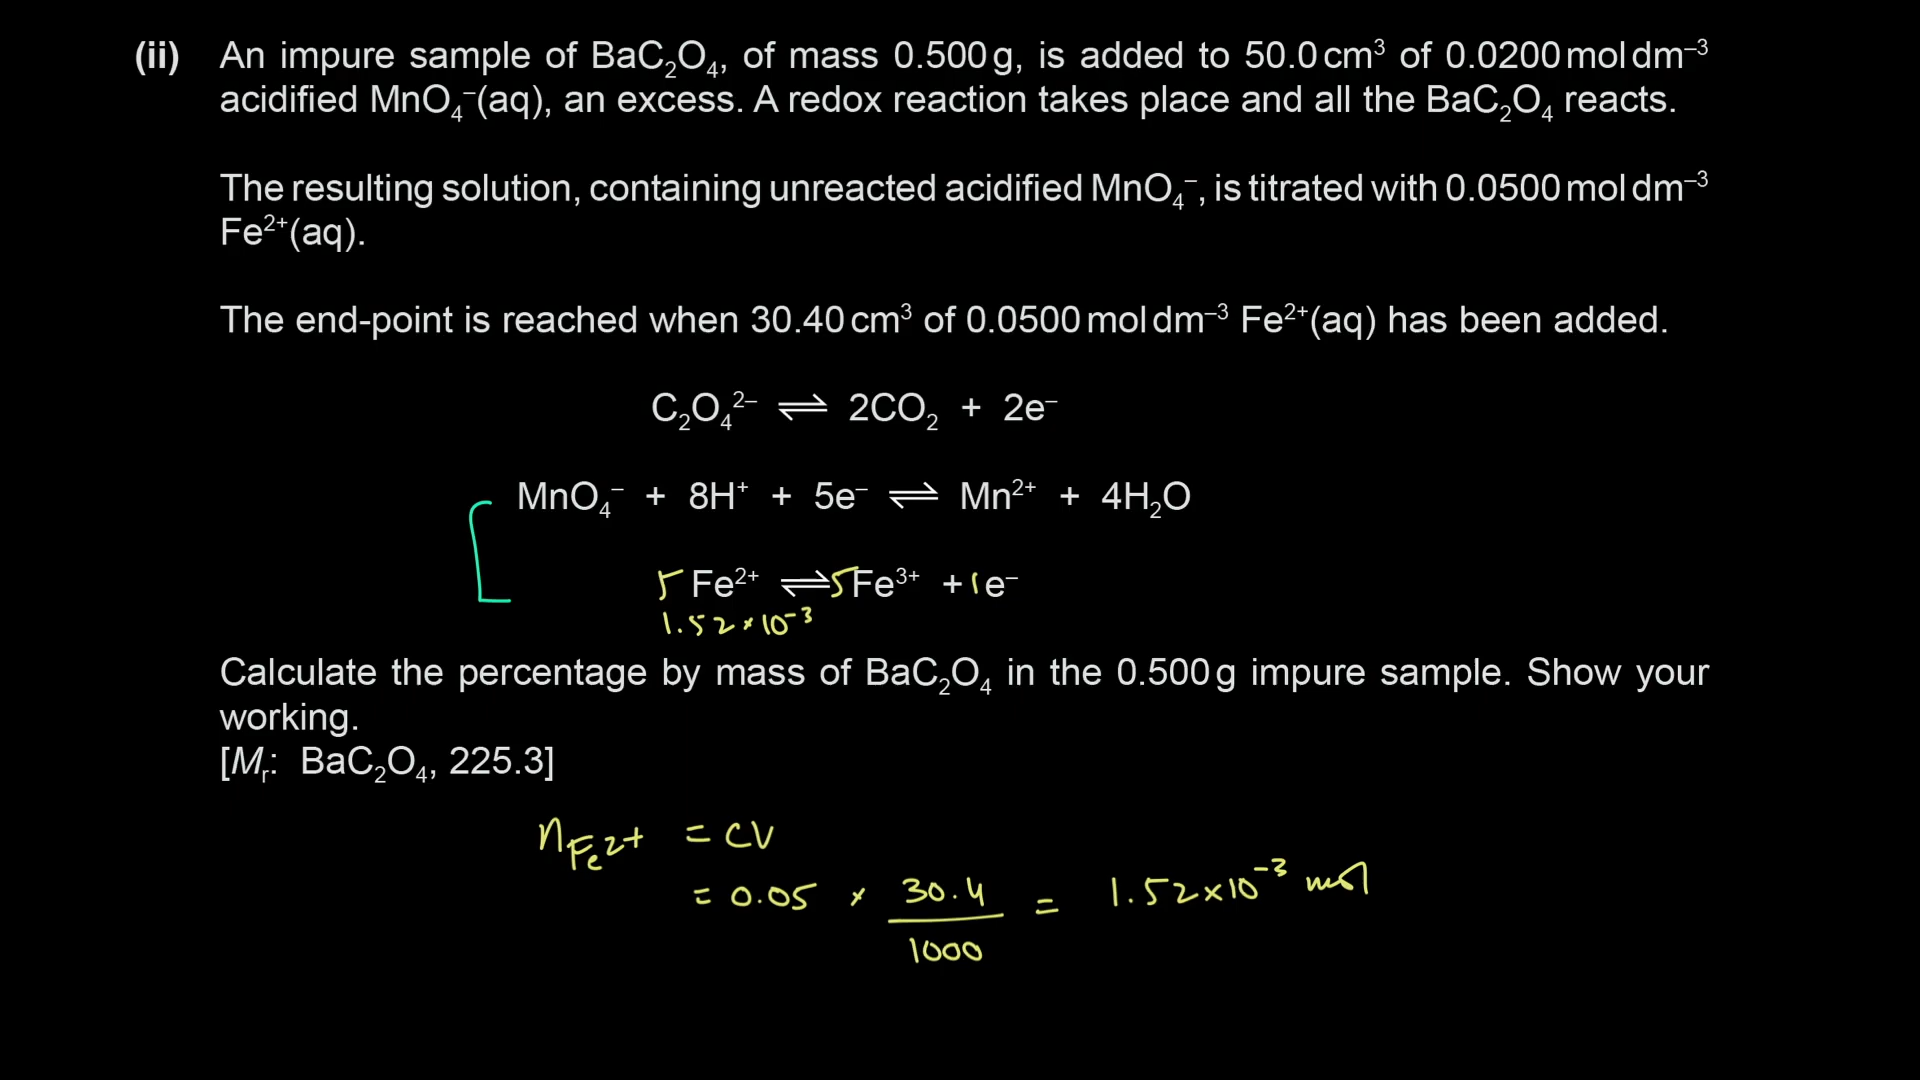 (ii) An impure sample of BaC₂O₄, of mass 0.500 g, is added to 50.0 cm³ of 0.0200 mol dm⁻³
acidified MnO₄⁻(aq), an excess. A redox reaction takes place and all the BaC₂O₄ reacts.
The resulting solution, containing unreacted acidified MnO₄⁻, is titrated with 0.0500 mol dm⁻³
Fe²⁺(aq).
The end-point is reached when 30.40 cm³ of 0.0500 mol dm⁻³ Fe²⁺(aq) has been added.
C₂O₄²⁻ ⇌ 2CO₂ + 2e⁻
MnO₄⁻ + 8H⁺ + 5e⁻ ⇌ Mn²⁺ + 4H₂O
5 Fe²⁺ ⇌ 5 Fe³⁺ + 1 e⁻
1.52 × 10⁻³
Calculate the percentage by mass of BaC₂O₄ in the 0.500 g impure sample. Show your
working.
[Mᵣ: BaC₂O₄, 225.3]
n Fe²⁺ = CV
= 0.05 × 30.4/1000 = 1.52 × 10⁻³ mol